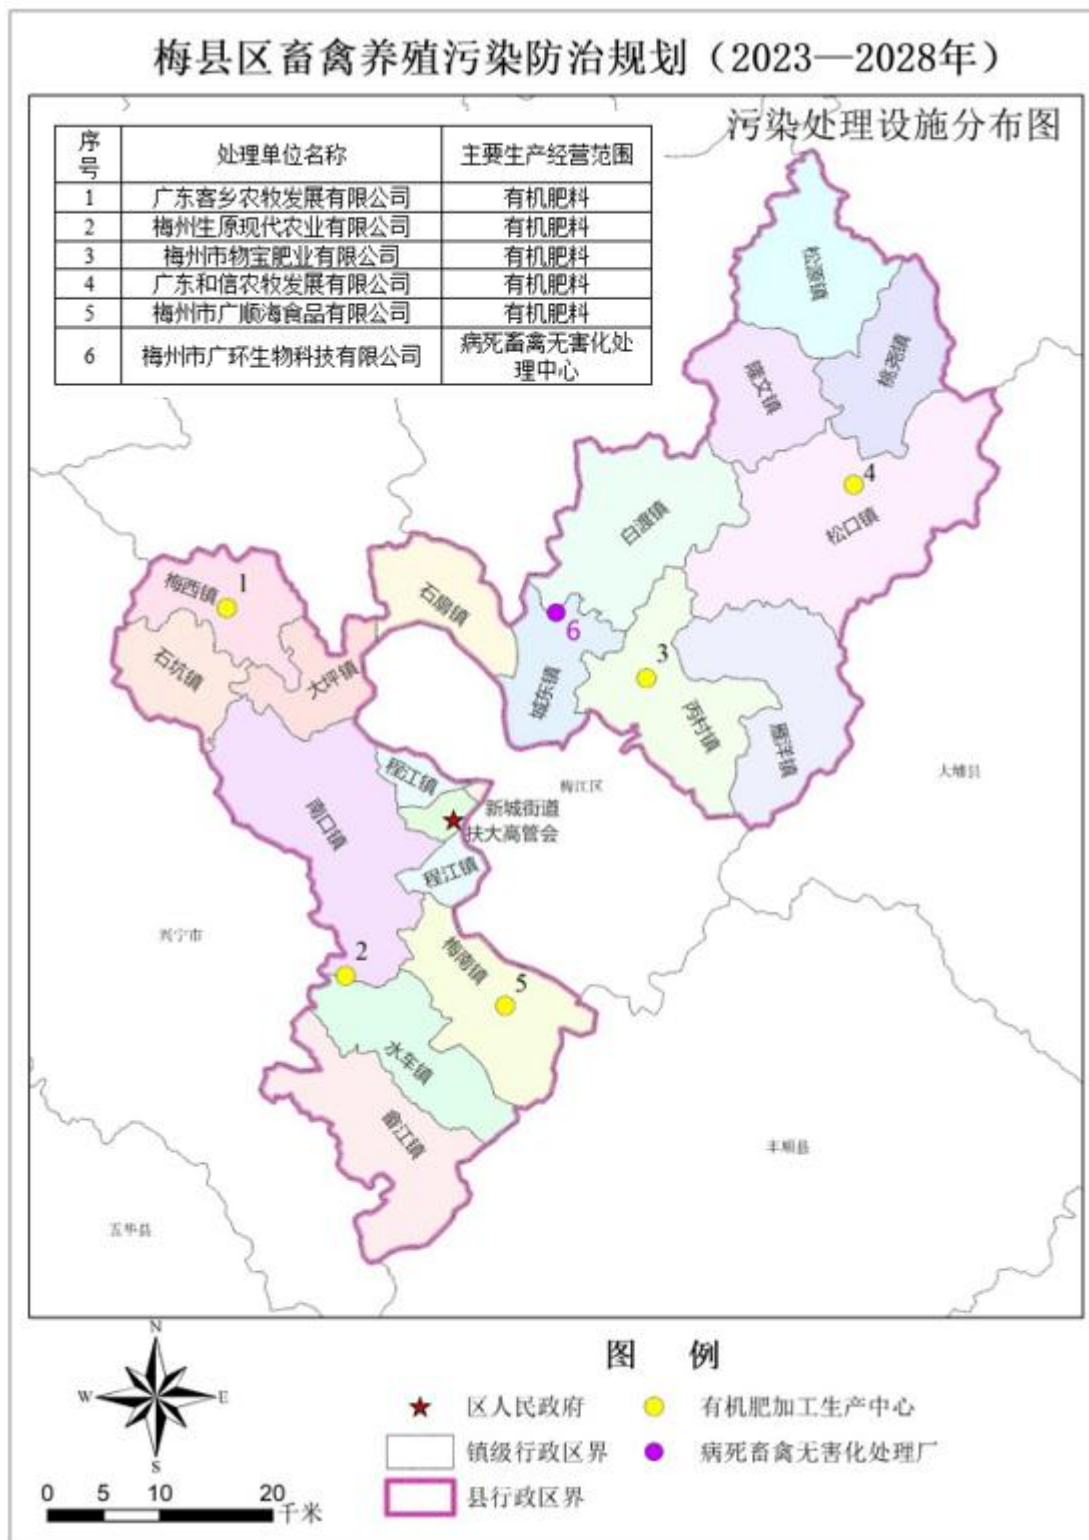 梅县区畜禽养殖污染防治规划（2023—2028年）
污染处理设施分布图
序号 处理单位名称 主要生产经营范围
1 广东客乡农牧发展有限公司 有机肥料
2 梅州生原现代农业有限公司 有机肥料
3 梅州市物宝肥业有限公司 有机肥料
4 广东和信农牧发展有限公司 有机肥料
5 梅州市广顺海食品有限公司 有机肥料
6 梅州市广环生物科技有限公司 病死畜禽无害化处理中心
松源镇
桃尧镇
隆文镇
4
松口镇
白渡镇
石扇镇
1
梅西镇
6
城东镇
3
丙村镇
雁洋镇
石坑镇
大坪镇
大埔县
梅江区
程江镇
新城街道
扶大高管会
南口镇
程江镇
兴宁市
2
梅南镇
5
水车镇
畲江镇
丰顺县
五华县
N
W
E
S
0 5 10 20
千米
图 例
区人民政府
有机肥加工生产中心
镇级行政区界
病死畜禽无害化处理厂
县行政区界